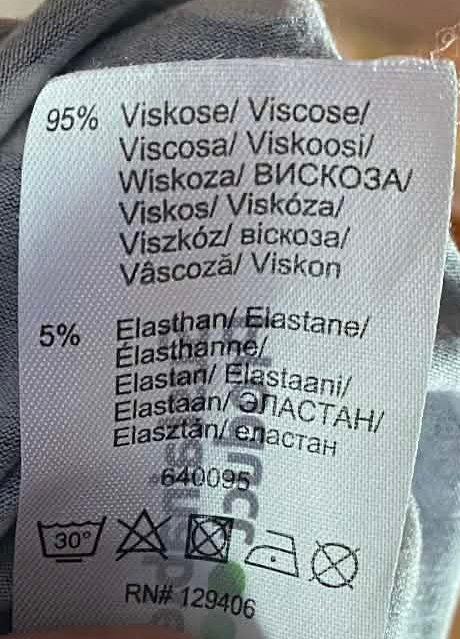 95% Viskose/ Viscose/
Viscosa/ Viskoosi/
Wiskoza/ ВИСКОЗА/
Viskos/ Viskóza/
Viszkóz/ віскоза/
Vâscoză/ Viskon
5% Elasthan/ Elastane/
Élasthanne/
Elastan/ Elastaani/
Elastaan/ ЭЛАСТАН/
Elasztán/ еластан
640095
30°
RN# 129406